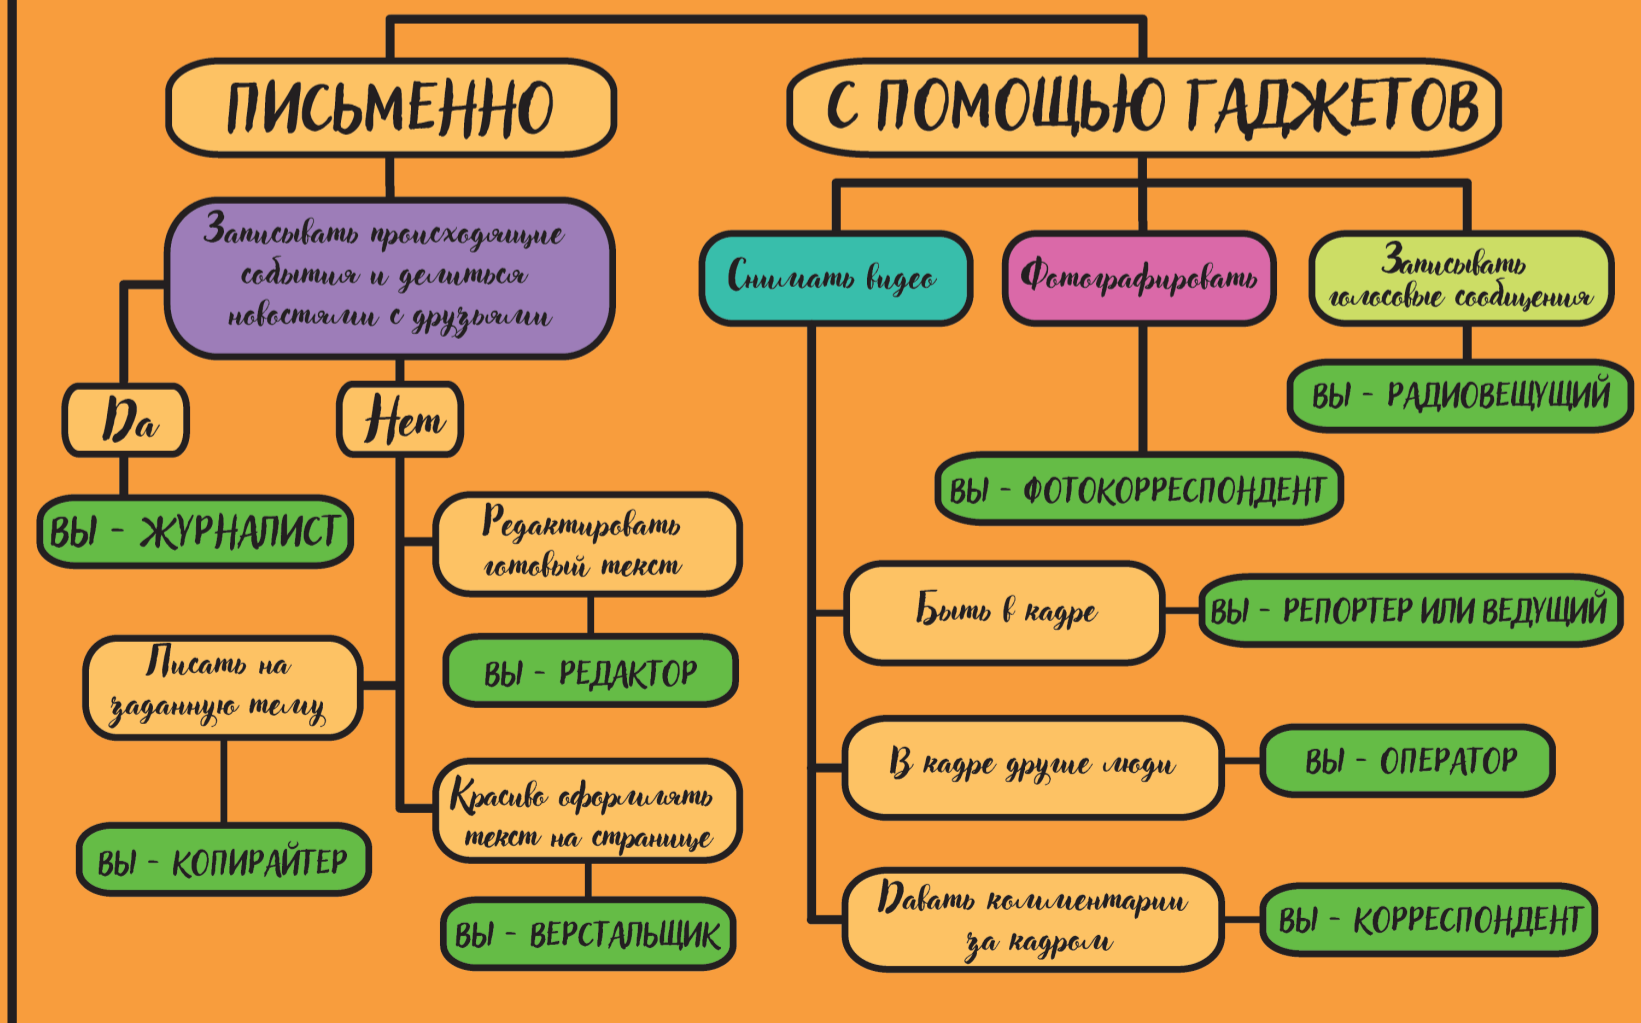 ПИСЬМЕННО
Записывать происходящие
события и делиться
новостями с друзьями
Да
Нет
ВЫ - ЖУРНАЛИСТ
Редактировать
готовый текст
ВЫ - РЕДАКТОР
Писать на
заданную тему
ВЫ - КОПИРАЙТЕР
Красиво оформлять
текст на странице
ВЫ - ВЕРСТАЛЬЩИК
С ПОМОЩЬЮ ГАДЖЕТОВ
Снимать видео
Фотографировать
Записывать
голосовые сообщения
ВЫ - РАДИОВЕЩУЩИЙ
ВЫ - ФОТОКОРРЕСПОНДЕНТ
Быть в кадре
ВЫ - РЕПОРТЕР ИЛИ ВЕДУЩИЙ
В кадре другие люди
ВЫ - ОПЕРАТОР
Давать комментарии
за кадром
ВЫ - КОРРЕСПОНДЕНТ